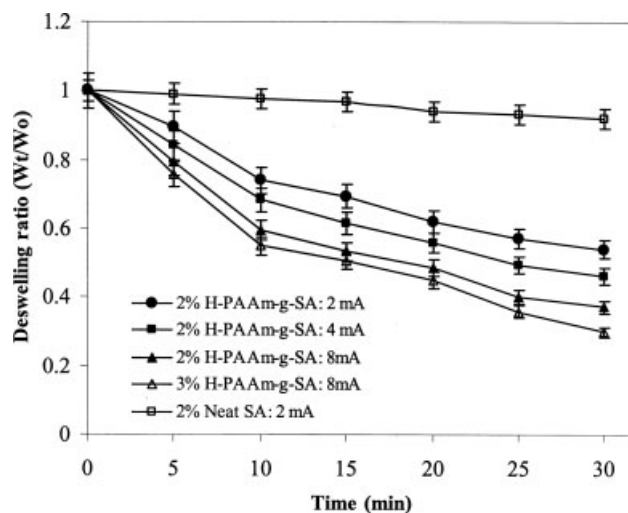 1.2
1
0.8
0.6
0.4
0.2
0
Deswelling ratio (Wt/Wo)
2% H-PAAm-g-SA: 2 mA
2% H-PAAm-g-SA: 4 mA
2% H-PAAm-g-SA: 8mA
3% H-PAAm-g-SA: 8mA
2% Neat SA: 2 mA
0 5 10 15 20 25 30
Time (min)